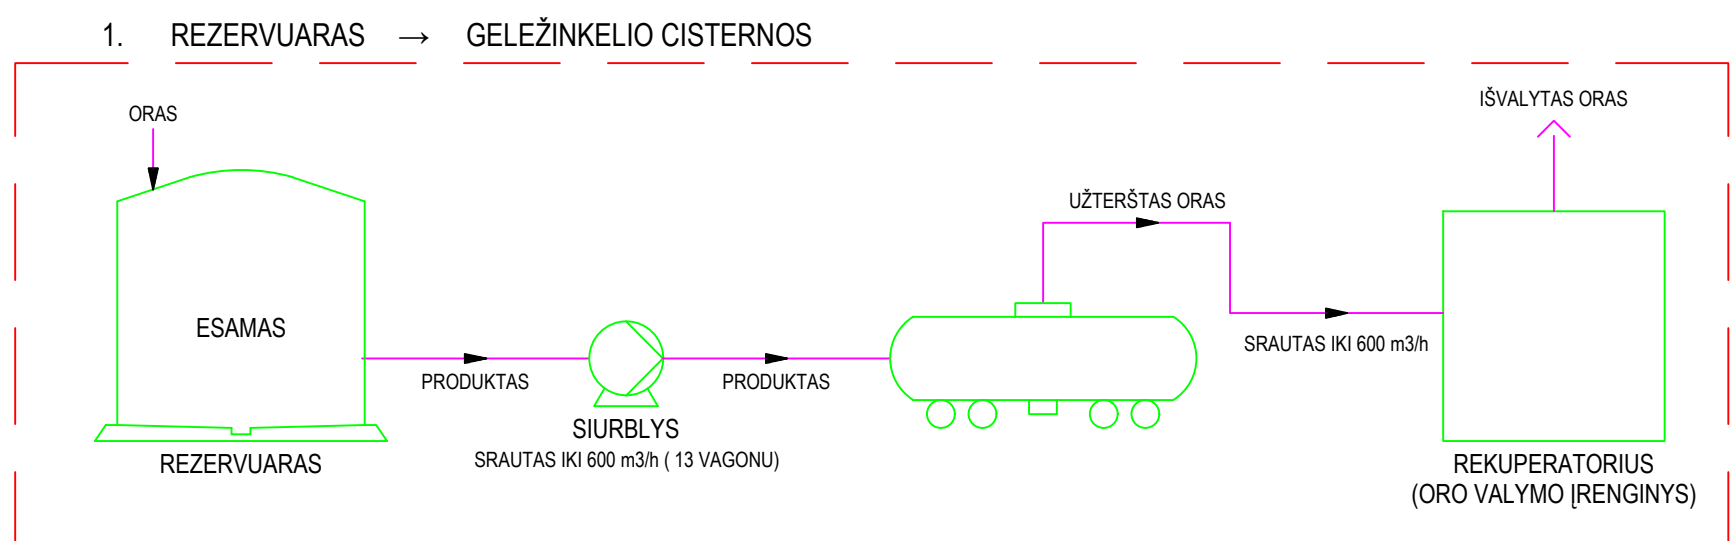 1. REZERVUARAS → GELEŽINKELIO CISTERNOS
ORAS
IŠVALYTAS ORAS
UŽTERŠTAS ORAS
ESAMAS
SRAUTAS IKI 600 m3/h
PRODUKTAS
PRODUKTAS
SIURBLYS
SRAUTAS IKI 600 m3/h ( 13 VAGONU)
REZERVUARAS
REKUPERATORIUS
(ORO VALYMO ĮRENGINYS)